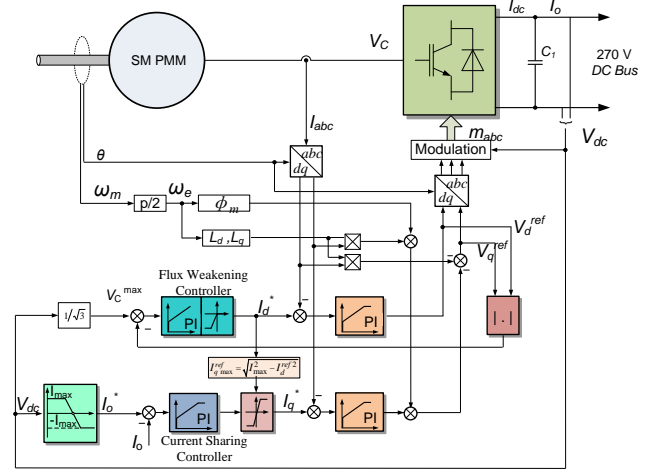 I_dc I_o
SM PMM
V_C
C_1
270 V
DC Bus
I_abc
m_abc
V_dc
θ
abc
dq
Modulation
ω_m
p/2
ω_e
ϕ_m
abc
dq
L_d ,L_q
V_d^ref
V_q^ref
Flux Weakening
Controller
V_C^max
1/√3
PI
I_d^*
PI
| . |
I_q max^ref = √I_max^2 − I_d^ref 2
V_dc
I_max
-I_max
I_o^*
I_o
PI
I_q^*
PI
Current Sharing
Controller